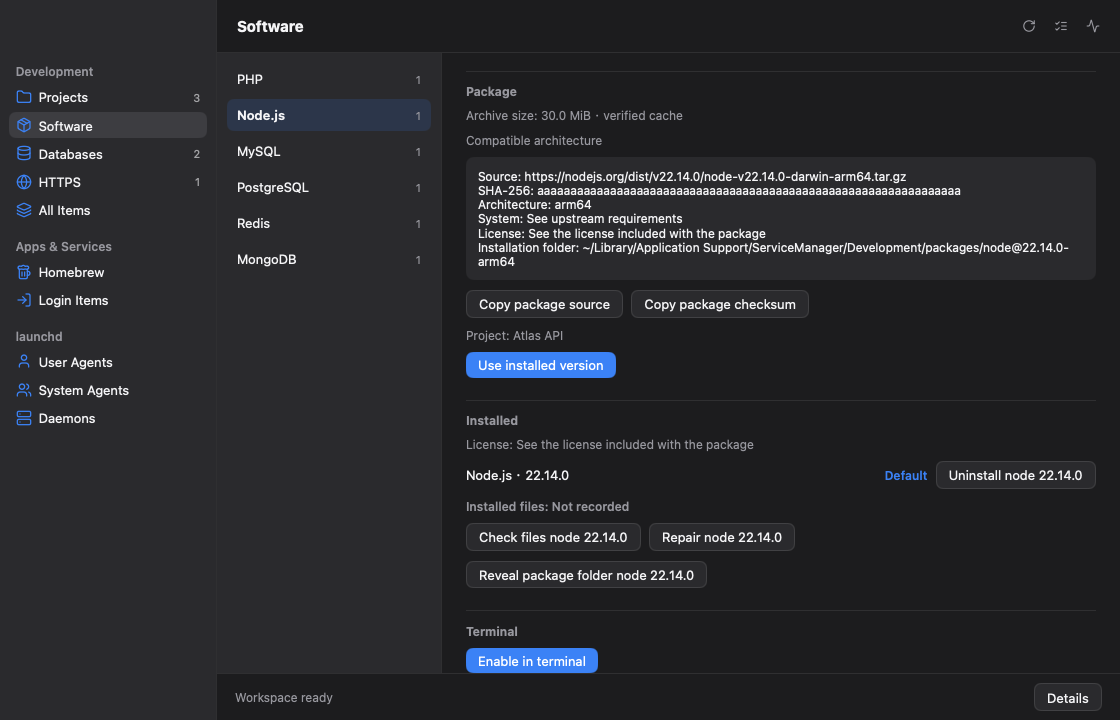 Software
Development
Projects 3
Software
Databases 2
HTTPS 1
All Items
Apps & Services
Homebrew
Login Items
launchd
User Agents
System Agents
Daemons
PHP 1
Node.js 1
MySQL 1
PostgreSQL 1
Redis 1
MongoDB 1
Package
Archive size: 30.0 MiB · verified cache
Compatible architecture
Source: https://nodejs.org/dist/v22.14.0/node-v22.14.0-darwin-arm64.tar.gz
SHA-256: aaaaaaaaaaaaaaaaaaaaaaaaaaaaaaaaaaaaaaaaaaaaaaaaaaaaaaaaaaaaaaaa
Architecture: arm64
System: See upstream requirements
License: See the license included with the package
Installation folder: ~/Library/Application Support/ServiceManager/Development/packages/node@22.14.0-
arm64
Copy package source Copy package checksum
Project: Atlas API
Use installed version
Installed
License: See the license included with the package
Node.js · 22.14.0 Default Uninstall node 22.14.0
Installed files: Not recorded
Check files node 22.14.0 Repair node 22.14.0
Reveal package folder node 22.14.0
Terminal
Enable in terminal
Workspace ready Details